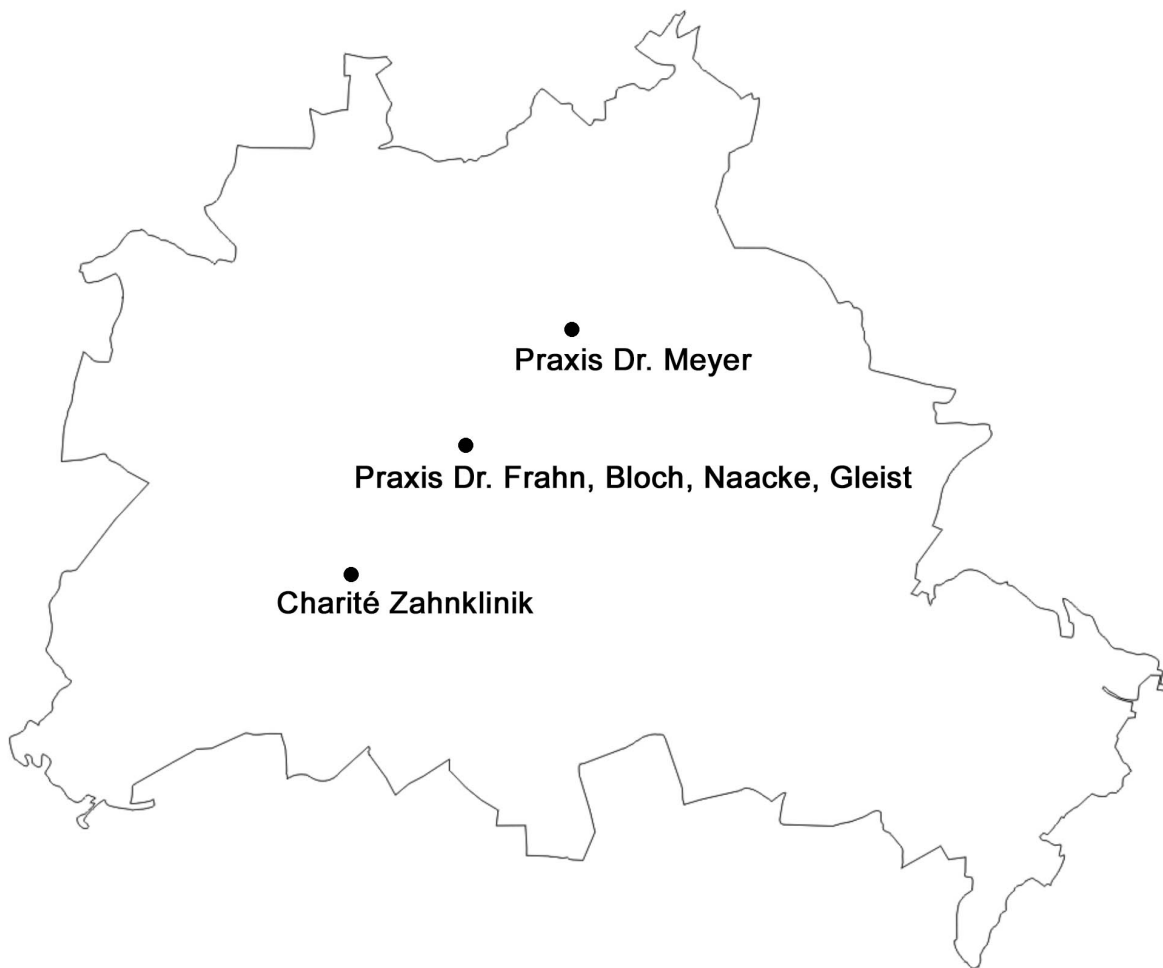 Praxis Dr. Meyer
Praxis Dr. Frahn, Bloch, Naacke, Gleist
Charité Zahnklinik